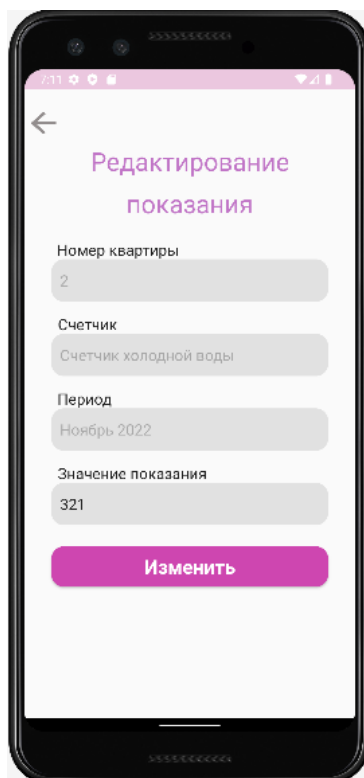 7:11
Редактирование
показания
Номер квартиры
2
Счетчик
Счетчик холодной воды
Период
Ноябрь 2022
Значение показания
321
Изменить